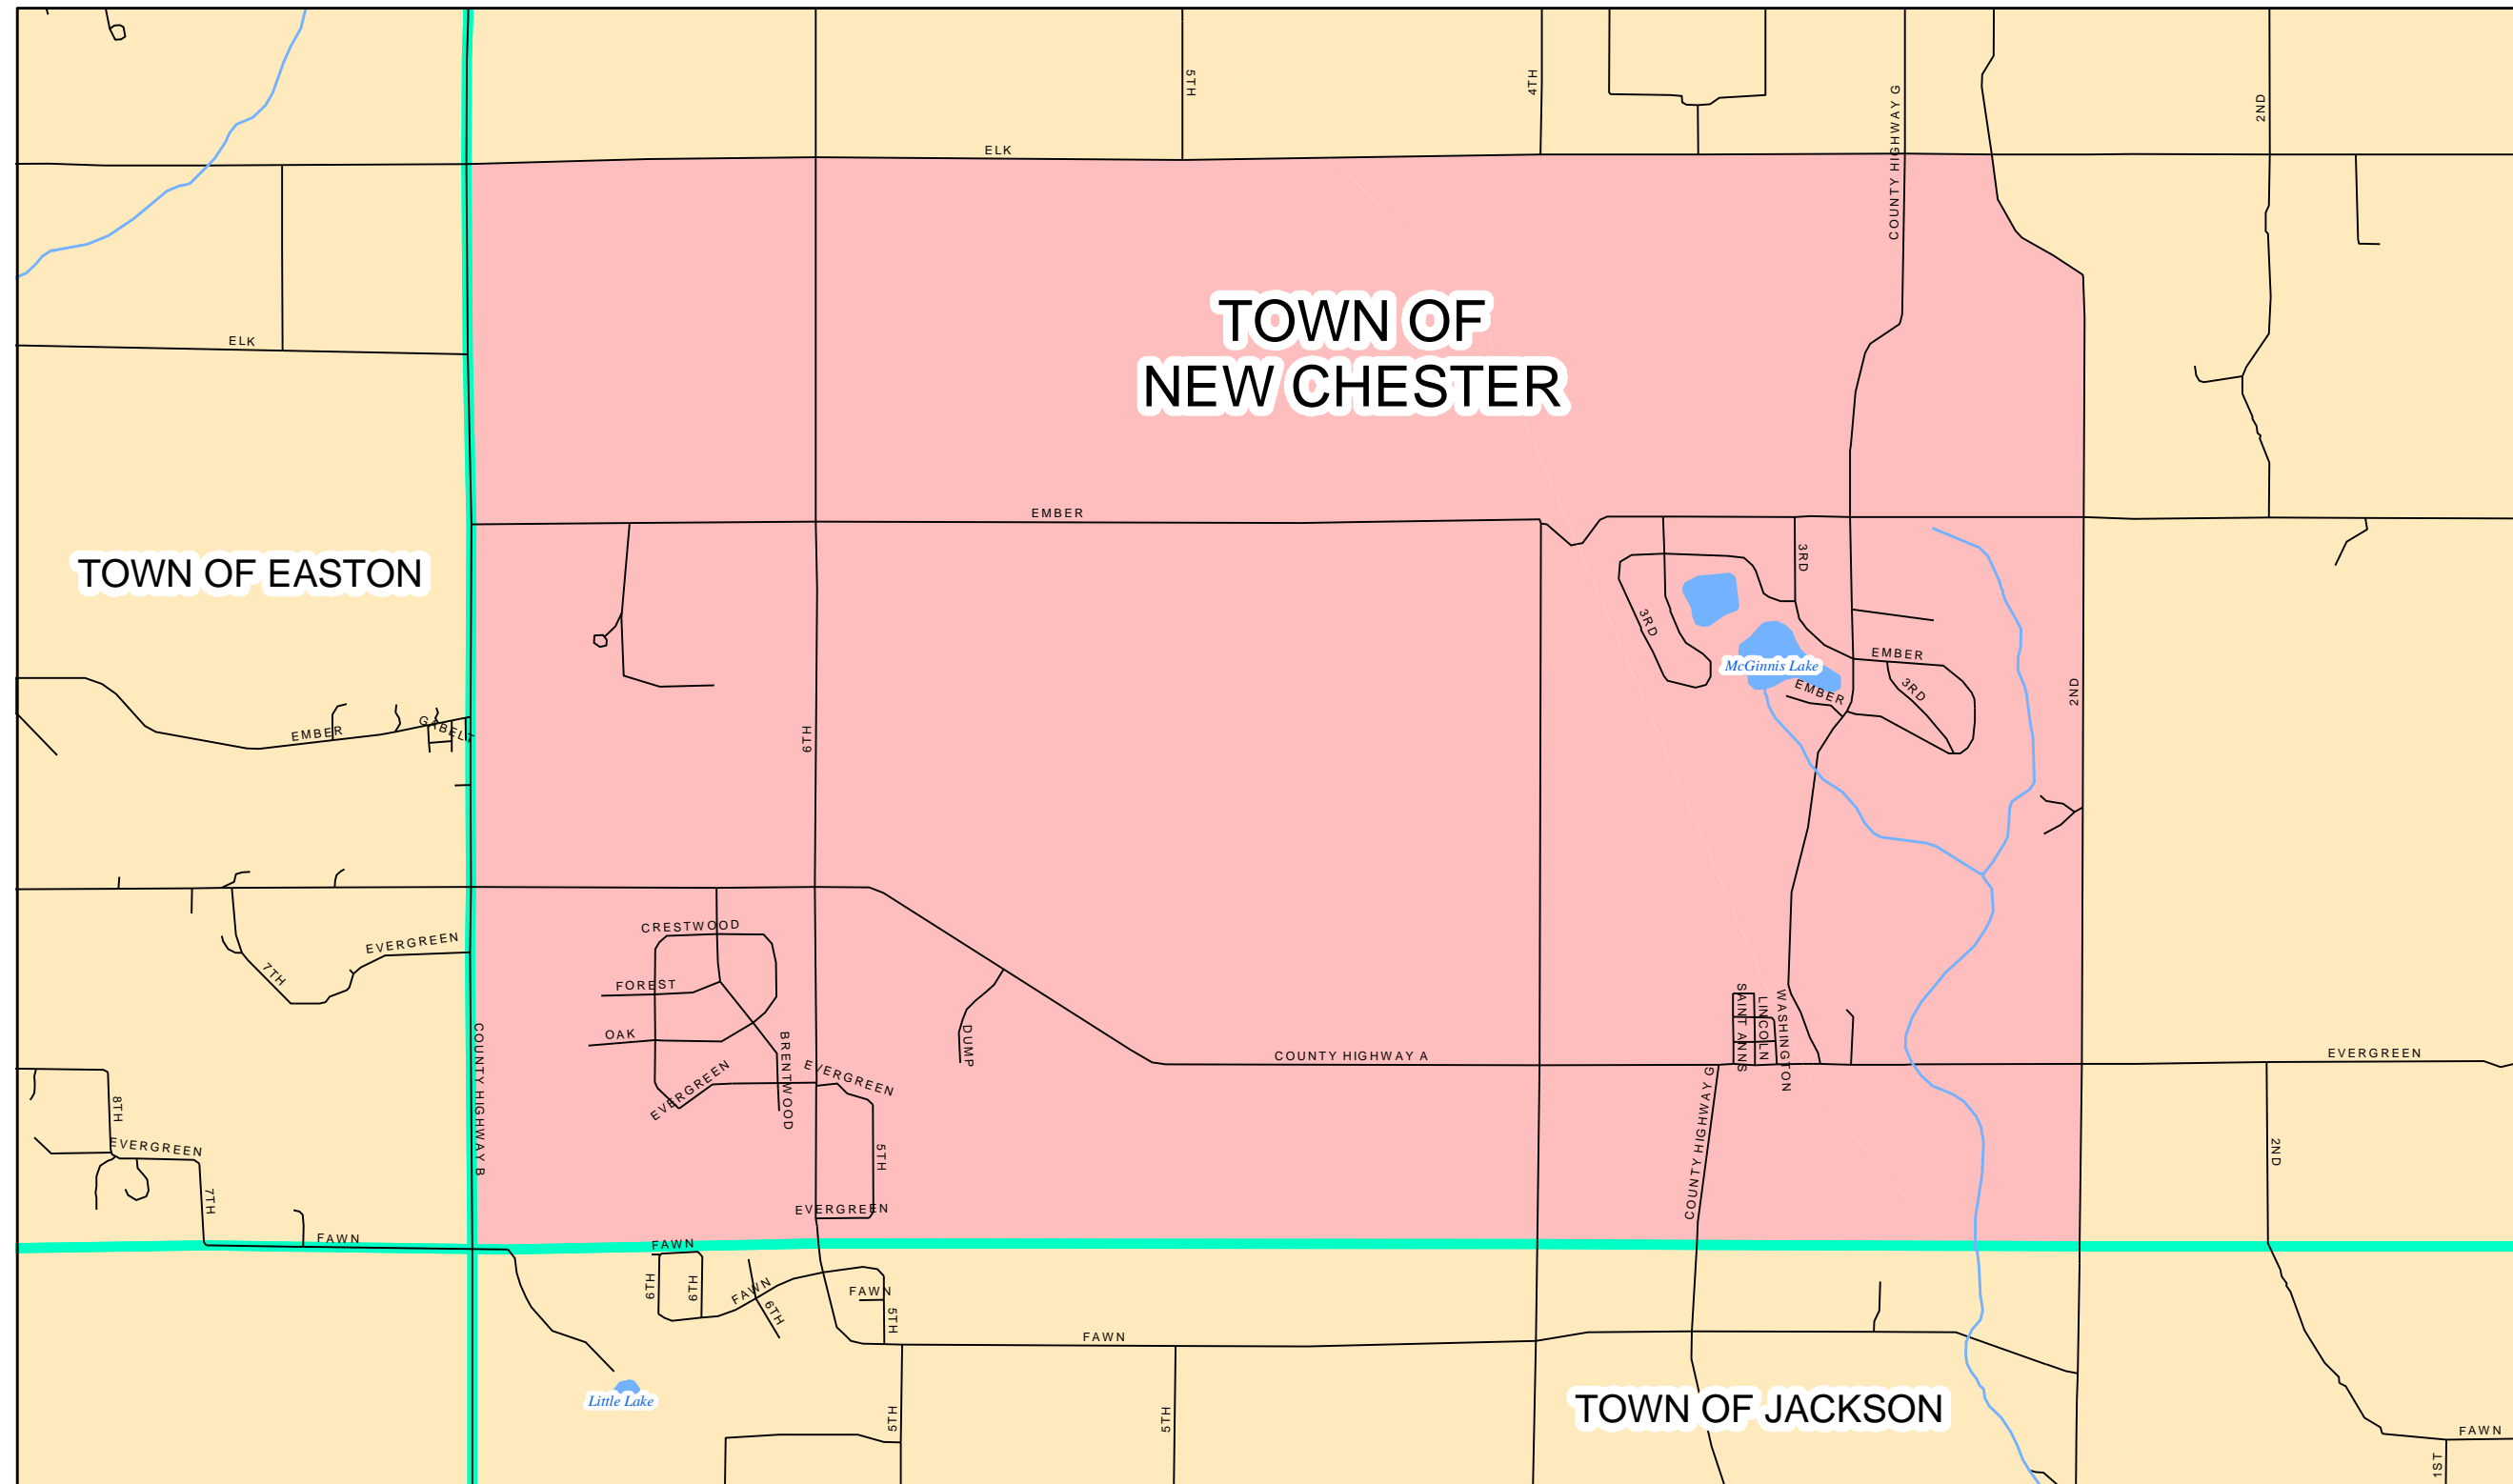 5TH
4TH
COUNTY HIGHWAY G
2ND
ELK
TOWN OF
NEW CHESTER
ELK
EMBER
TOWN OF EASTON
3RD
3RD
EMBER
McGinnis Lake
EMBER
3RD
2ND
GABELT
EMBER
6TH
CRESTWOOD
EVERGREEN
7TH
FOREST
OAK
BRENTWOOD
DUMP
SAINT ANNS
LINCOLN
WASHINGTON
COUNTY HIGHWAY A
EVERGREEN
COUNTY HIGHWAY B
EVERGREEN
EVERGREEN
8TH
EVERGREEN
5TH
COUNTY HIGHWAY G
2ND
7TH
EVERGREEN
FAWN
FAWN
6TH
6TH
FAWN
6TH
FAWN
5TH
FAWN
Little Lake
5TH
5TH
TOWN OF JACKSON
FAWN
1ST